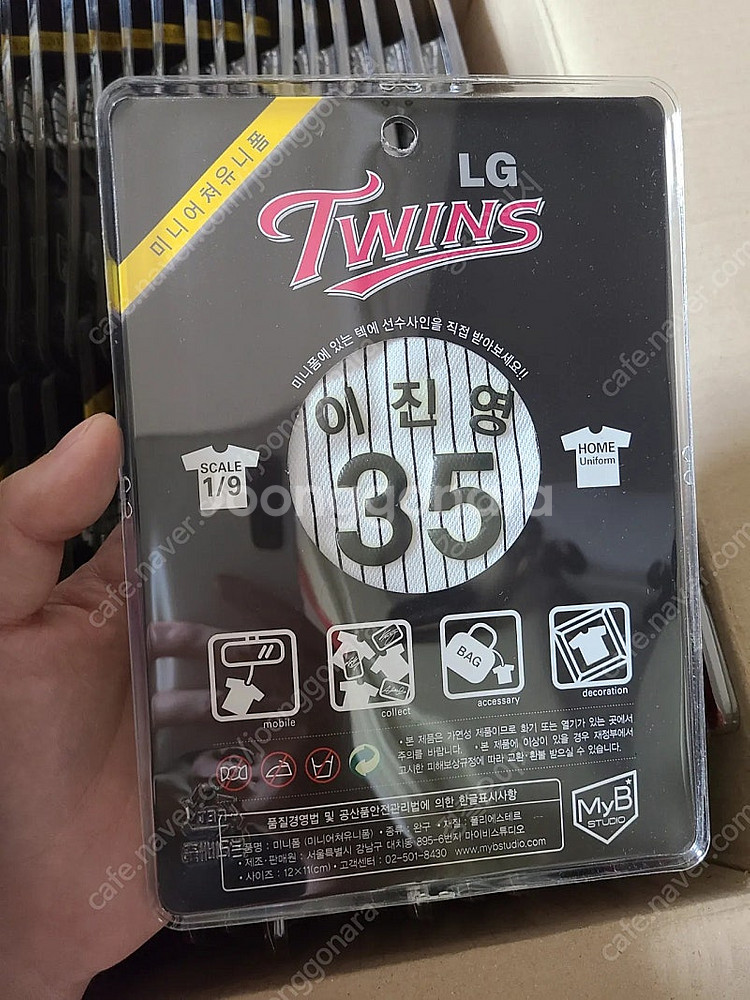 미니어쳐유니폼
LG
TWINS
미니폼에 있는 텍에 선수사인을 직접 받아보세요!!
이진영
35
SCALE
1/9
HOME
Uniform
BAG
mobile
collect
accessary
decoration
• 본 제품은 가연성 제품이므로 화기 또는 열기가 있는 곳에서
주의를 바랍니다. • 본 제품에 이상이 있을 경우 재정부에서
고시한 피해보상규정에 따라 교환·환불 받으실 수 있습니다.
품질경영법 및 공산품안전관리법에 의한 한글표시사항
품명 : 미니폼 (미니어쳐유니폼) • 종류 : 완구 • 재질 : 폴리에스테르
• 제조·판매원 : 서울특별시 강남구 대치동 895-6번지 마이비스튜디오
• 사이즈 : 12×11(cm) • 고객센터 : 02-501-8430 www.mybstudio.com
MyB
STUDIO
joonggonara
cafe.naver.com/joonggonara